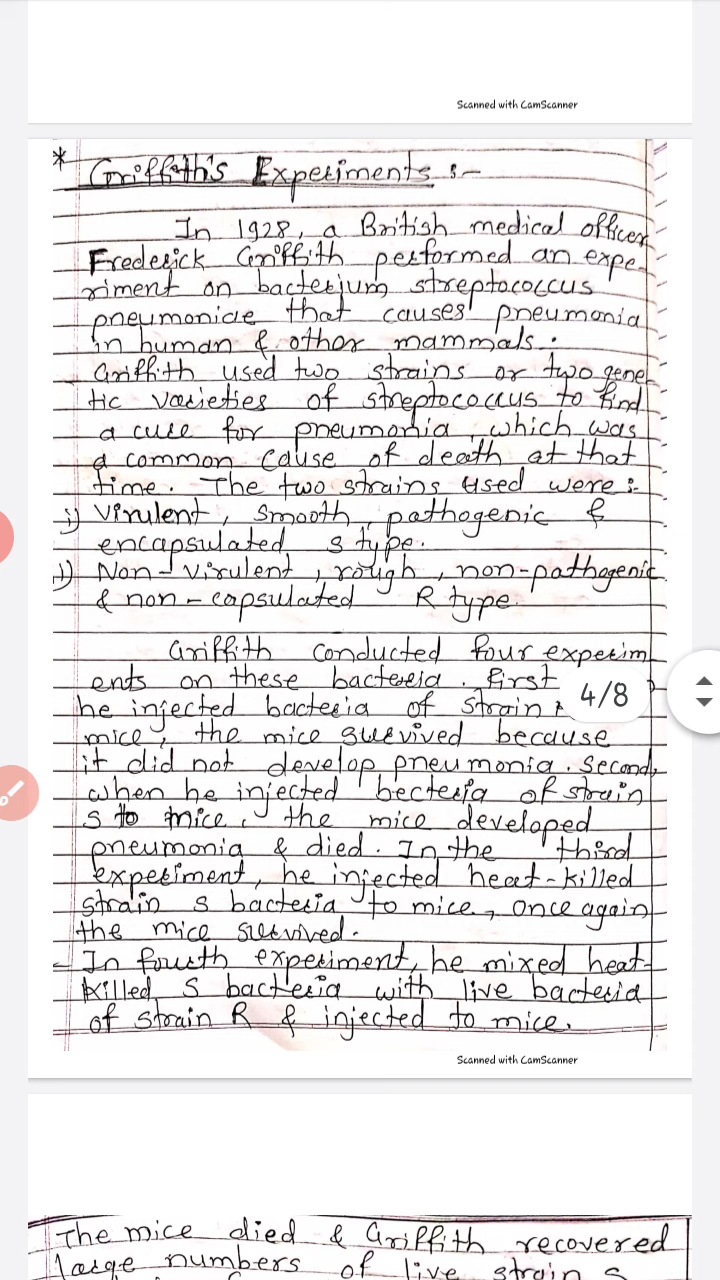 Scanned with CamScanner
* Griffith's Experiments :-
In 1928, a British medical officer
Frederick Griffith performed an expe-
riment on bacterium streptococcus
pneumonide that causes pneumonia
in human & other mammals.
Griffith used two strains or two gene-
tic varieties of streptococcus to find
a cure for pneumonia, which was
a common cause of death at that
time. The two strains used were :-
i) Virulent, smooth, pathogenic &
encapsulated S type.
ii) Non-virulent, rough, non-pathogenic
& non-capsulated R type.
Griffith conducted four experim-
ents on these bacteria. first
he injected bacteria of strain
mice, the mice survived because
it did not develop pneumonia. Second,
when he injected becteria of strain
S to mice, the mice developed
pneumonia & died. In the third
experiment, he injected heat-killed
strain S bacteria to mice, once again
the mice survived.
- In fourth experiment, he mixed heat-
killed S bacteria with live bacteria
of strain R & injected to mice.
Scanned with CamScanner
4/8
The mice died & Griffith recovered
large numbers of live strain S